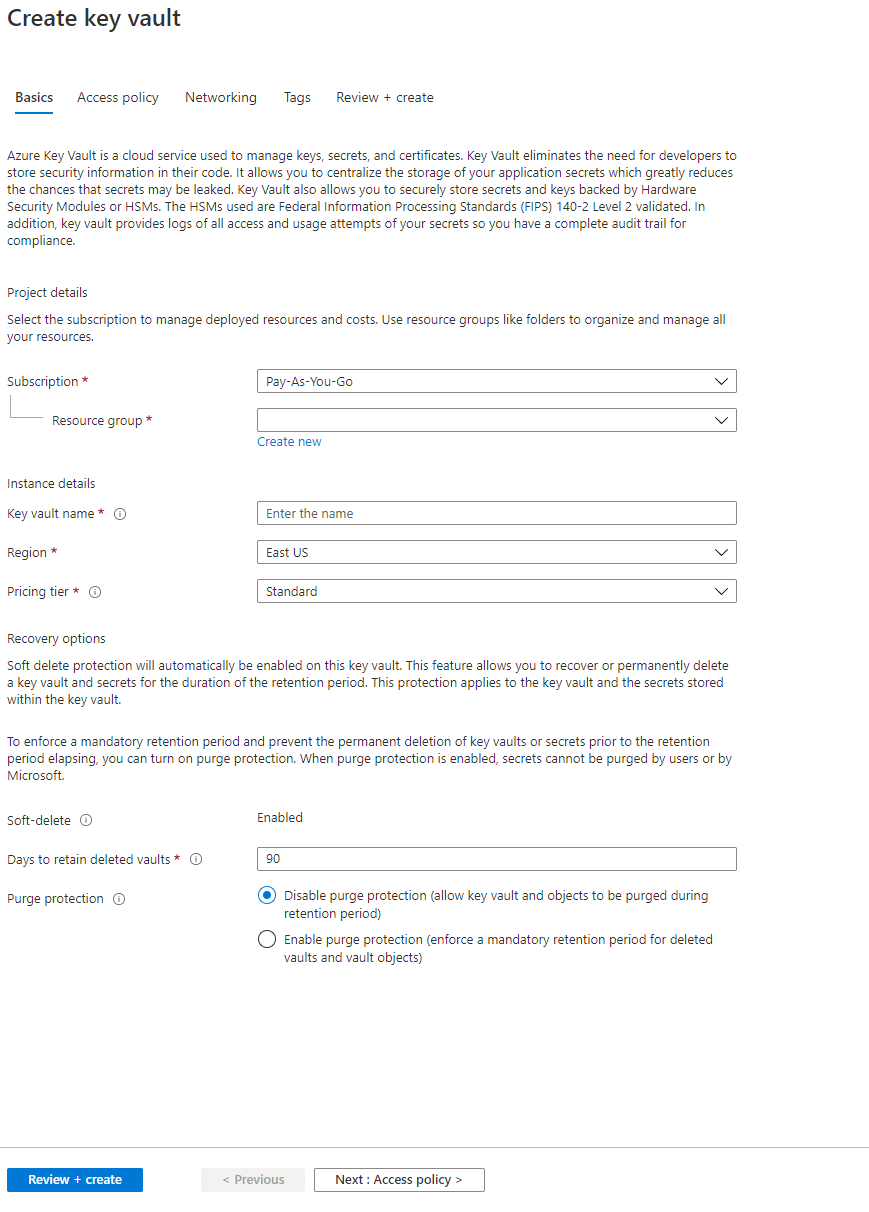 Create key vault
Basics Access policy Networking Tags Review + create
Azure Key Vault is a cloud service used to manage keys, secrets, and certificates. Key Vault eliminates the need for developers to
store security information in their code. It allows you to centralize the storage of your application secrets which greatly reduces
the chances that secrets may be leaked. Key Vault also allows you to securely store secrets and keys backed by Hardware
Security Modules or HSMs. The HSMs used are Federal Information Processing Standards (FIPS) 140-2 Level 2 validated. In
addition, key vault provides logs of all access and usage attempts of your secrets so you have a complete audit trail for
compliance.
Project details
Select the subscription to manage deployed resources and costs. Use resource groups like folders to organize and manage all
your resources.
Subscription * Pay-As-You-Go
Resource group *
Create new
Instance details
Key vault name * Enter the name
Region * East US
Pricing tier * Standard
Recovery options
Soft delete protection will automatically be enabled on this key vault. This feature allows you to recover or permanently delete
a key vault and secrets for the duration of the retention period. This protection applies to the key vault and the secrets stored
within the key vault.
To enforce a mandatory retention period and prevent the permanent deletion of key vaults or secrets prior to the retention
period elapsing, you can turn on purge protection. When purge protection is enabled, secrets cannot be purged by users or by
Microsoft.
Soft-delete Enabled
Days to retain deleted vaults * 90
Purge protection Disable purge protection (allow key vault and objects to be purged during
retention period)
Enable purge protection (enforce a mandatory retention period for deleted
vaults and vault objects)
Review + create < Previous Next : Access policy >